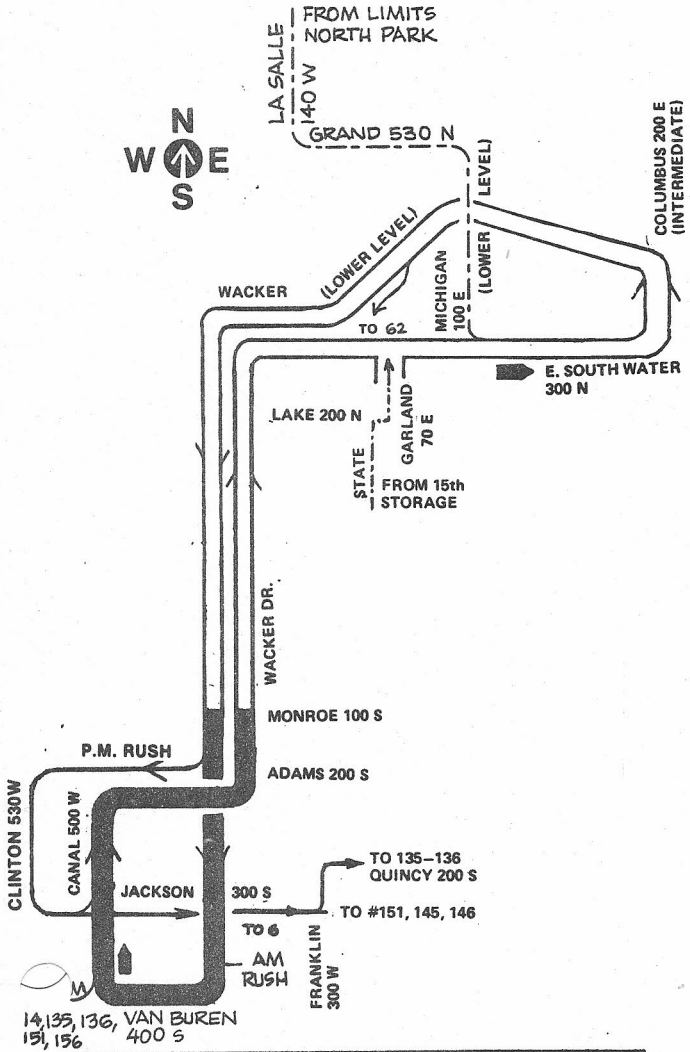 FROM LIMITS
NORTH PARK
LA SALLE
140 W
GRAND 530 N
N
W E
S
COLUMBUS 200 E
(INTERMEDIATE)
(LOWER LEVEL)
WACKER
(LOWER LEVEL)
MICHIGAN
100 E
TO 62
E. SOUTH WATER
300 N
LAKE 200 N
GARLAND
70 E
STATE
FROM 15th
STORAGE
WACKER DR.
MONROE 100 S
P.M. RUSH
ADAMS 200 S
CLINTON 530W
CANAL 500 W
TO 135–136
QUINCY 200 S
JACKSON 300 S
TO #151, 145, 146
TO 6
FRANKLIN
300 W
AM
RUSH
M
14,135, 136, VAN BUREN
151, 156 400 S